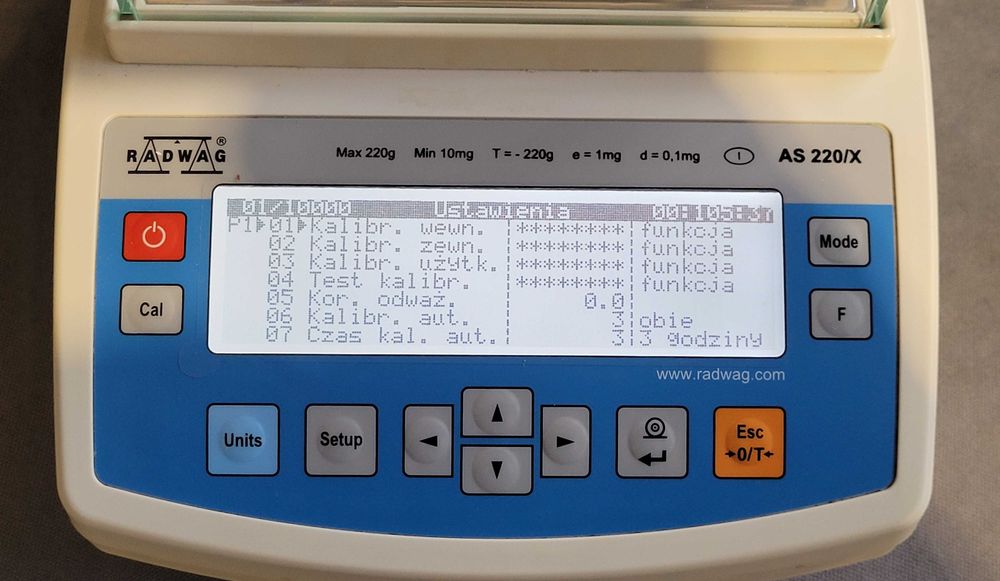 RADWAG®
Max 220g Min 10mg T = - 220g e = 1mg d = 0,1mg I AS 220/X
Ustawienia
P1 01 Kalibr. wewn. ******** funkcja
02 Kalibr. zewn. ******** funkcja
03 Kalibr. użytk. ******** funkcja
04 Test kalibr. ******** funkcja
05 Kor. odważ. 0.0
06 Kalibr. aut. 3 obie
07 Czas kal. aut. 3 3 godziny
Mode
Cal
F
www.radwag.com
Units
Setup
Esc
→0/T←